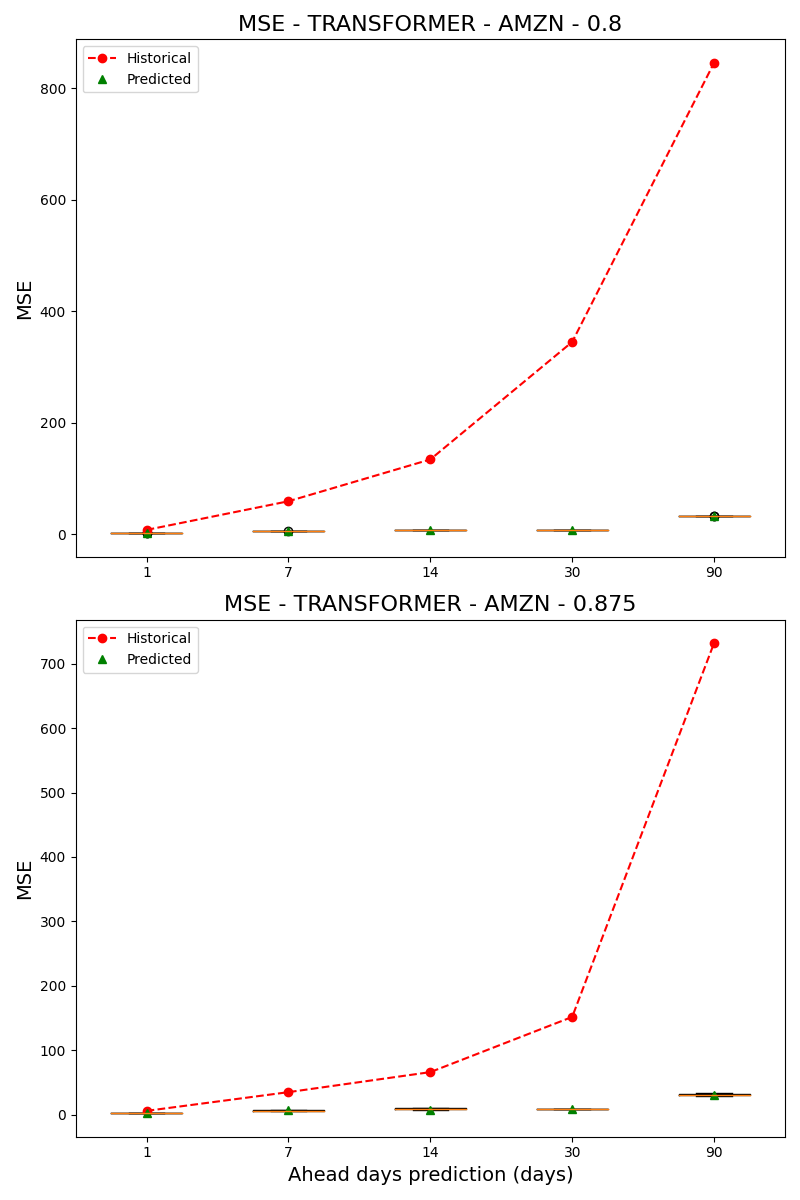 MSE - TRANSFORMER - AMZN - 0.8
Historical
Predicted
MSE
800
600
400
200
0
1 7 14 30 90
MSE - TRANSFORMER - AMZN - 0.875
Historical
Predicted
MSE
700
600
500
400
300
200
100
0
1 7 14 30 90
Ahead days prediction (days)